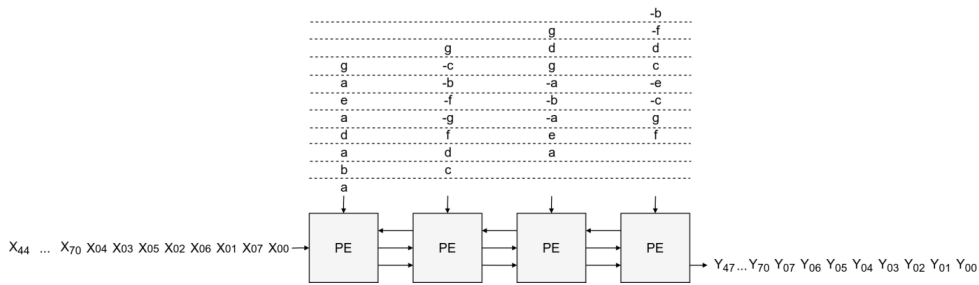 -b
g -f
g d d
g -c g c
a -b -a -e
e -f -b -c
a -g -a g
d f e f
a d a
b c
a
X44 ... X70 X04 X03 X05 X02 X06 X01 X07 X00 PE PE PE PE
Y47 ... Y70 Y07 Y06 Y05 Y04 Y03 Y02 Y01 Y00